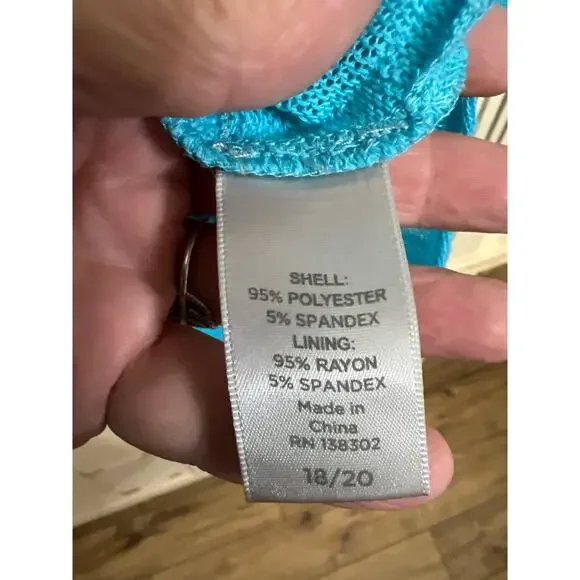 SHELL:
95% POLYESTER
5% SPANDEX
LINING:
95% RAYON
5% SPANDEX
Made in
China
RN 138302
18/20